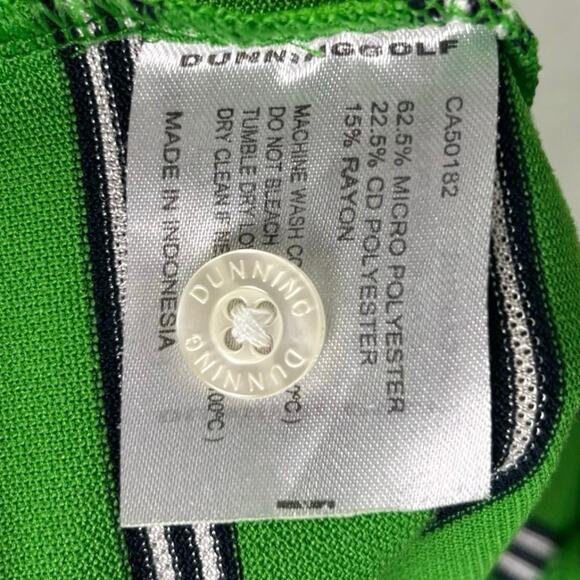 DUNNINGGOLF
CA50182
62.5% MICRO POLYESTER
22.5% CD POLYESTER
15% RAYON
MACHINE WASH
DO NOT BLEACH
TUMBLE DRY
DRY CLEAN IF
MADE IN INDONESIA
DUNNING DUNNING